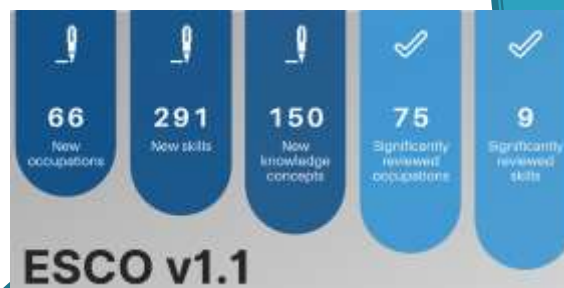 66
New
occupations
291
New skills
150
New
knowledge
concepts
75
Significantly
reviewed
occupations
9
Significantly
reviewed
skills
ESCO v1.1